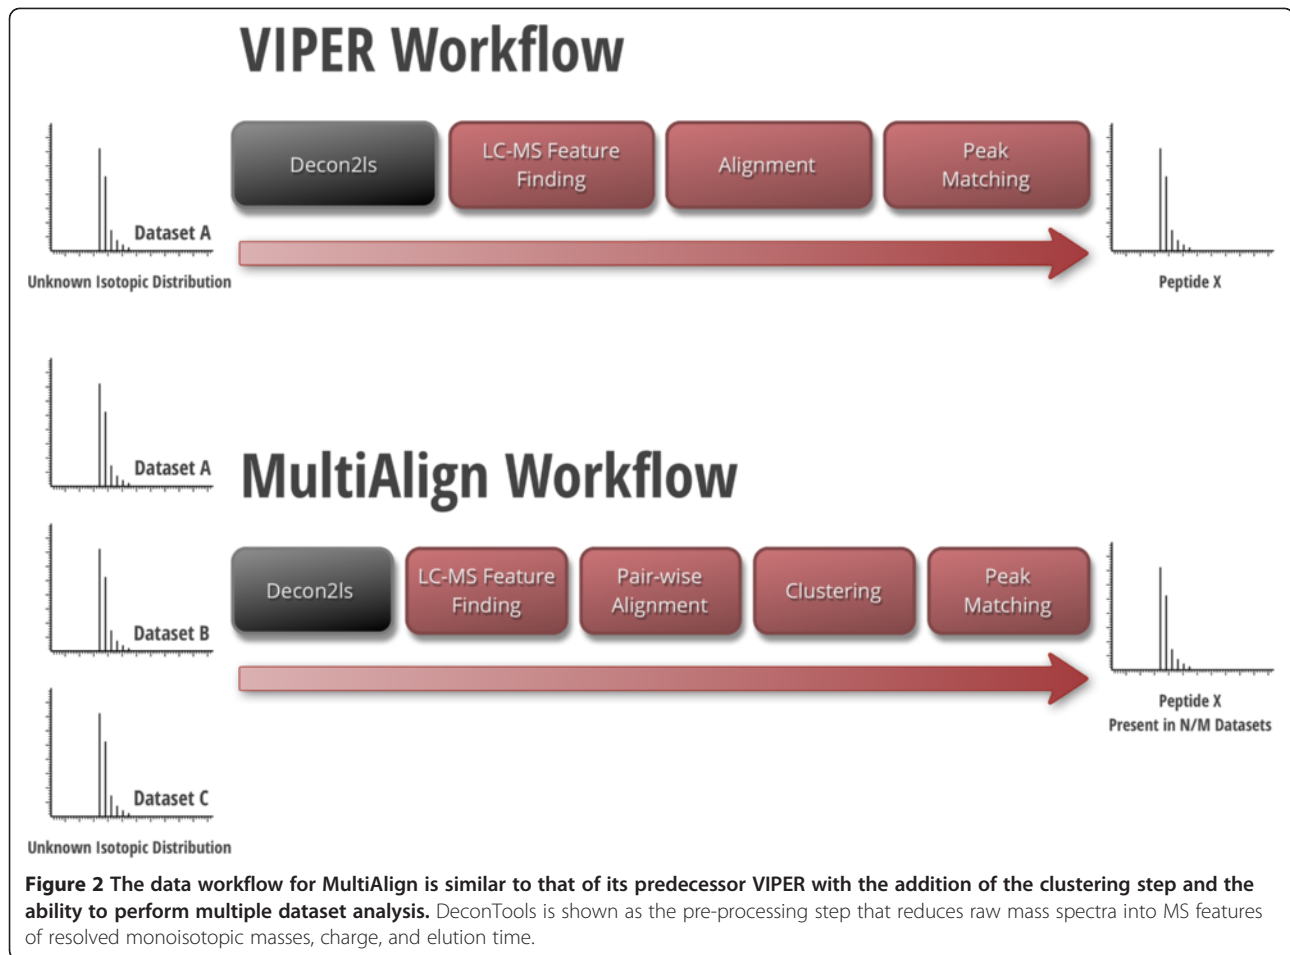 VIPER Workflow
Decon2ls
LC-MS Feature
Finding
Alignment
Peak
Matching
Dataset A
Unknown Isotopic Distribution
Peptide X
Dataset A
MultiAlign Workflow
Dataset B
Decon2ls
LC-MS Feature
Finding
Pair-wise
Alignment
Clustering
Peak
Matching
Peptide X
Present in N/M Datasets
Dataset C
Unknown Isotopic Distribution
Figure 2 The data workflow for MultiAlign is similar to that of its predecessor VIPER with the addition of the clustering step and the
ability to perform multiple dataset analysis. DeconTools is shown as the pre-processing step that reduces raw mass spectra into MS features
of resolved monoisotopic masses, charge, and elution time.